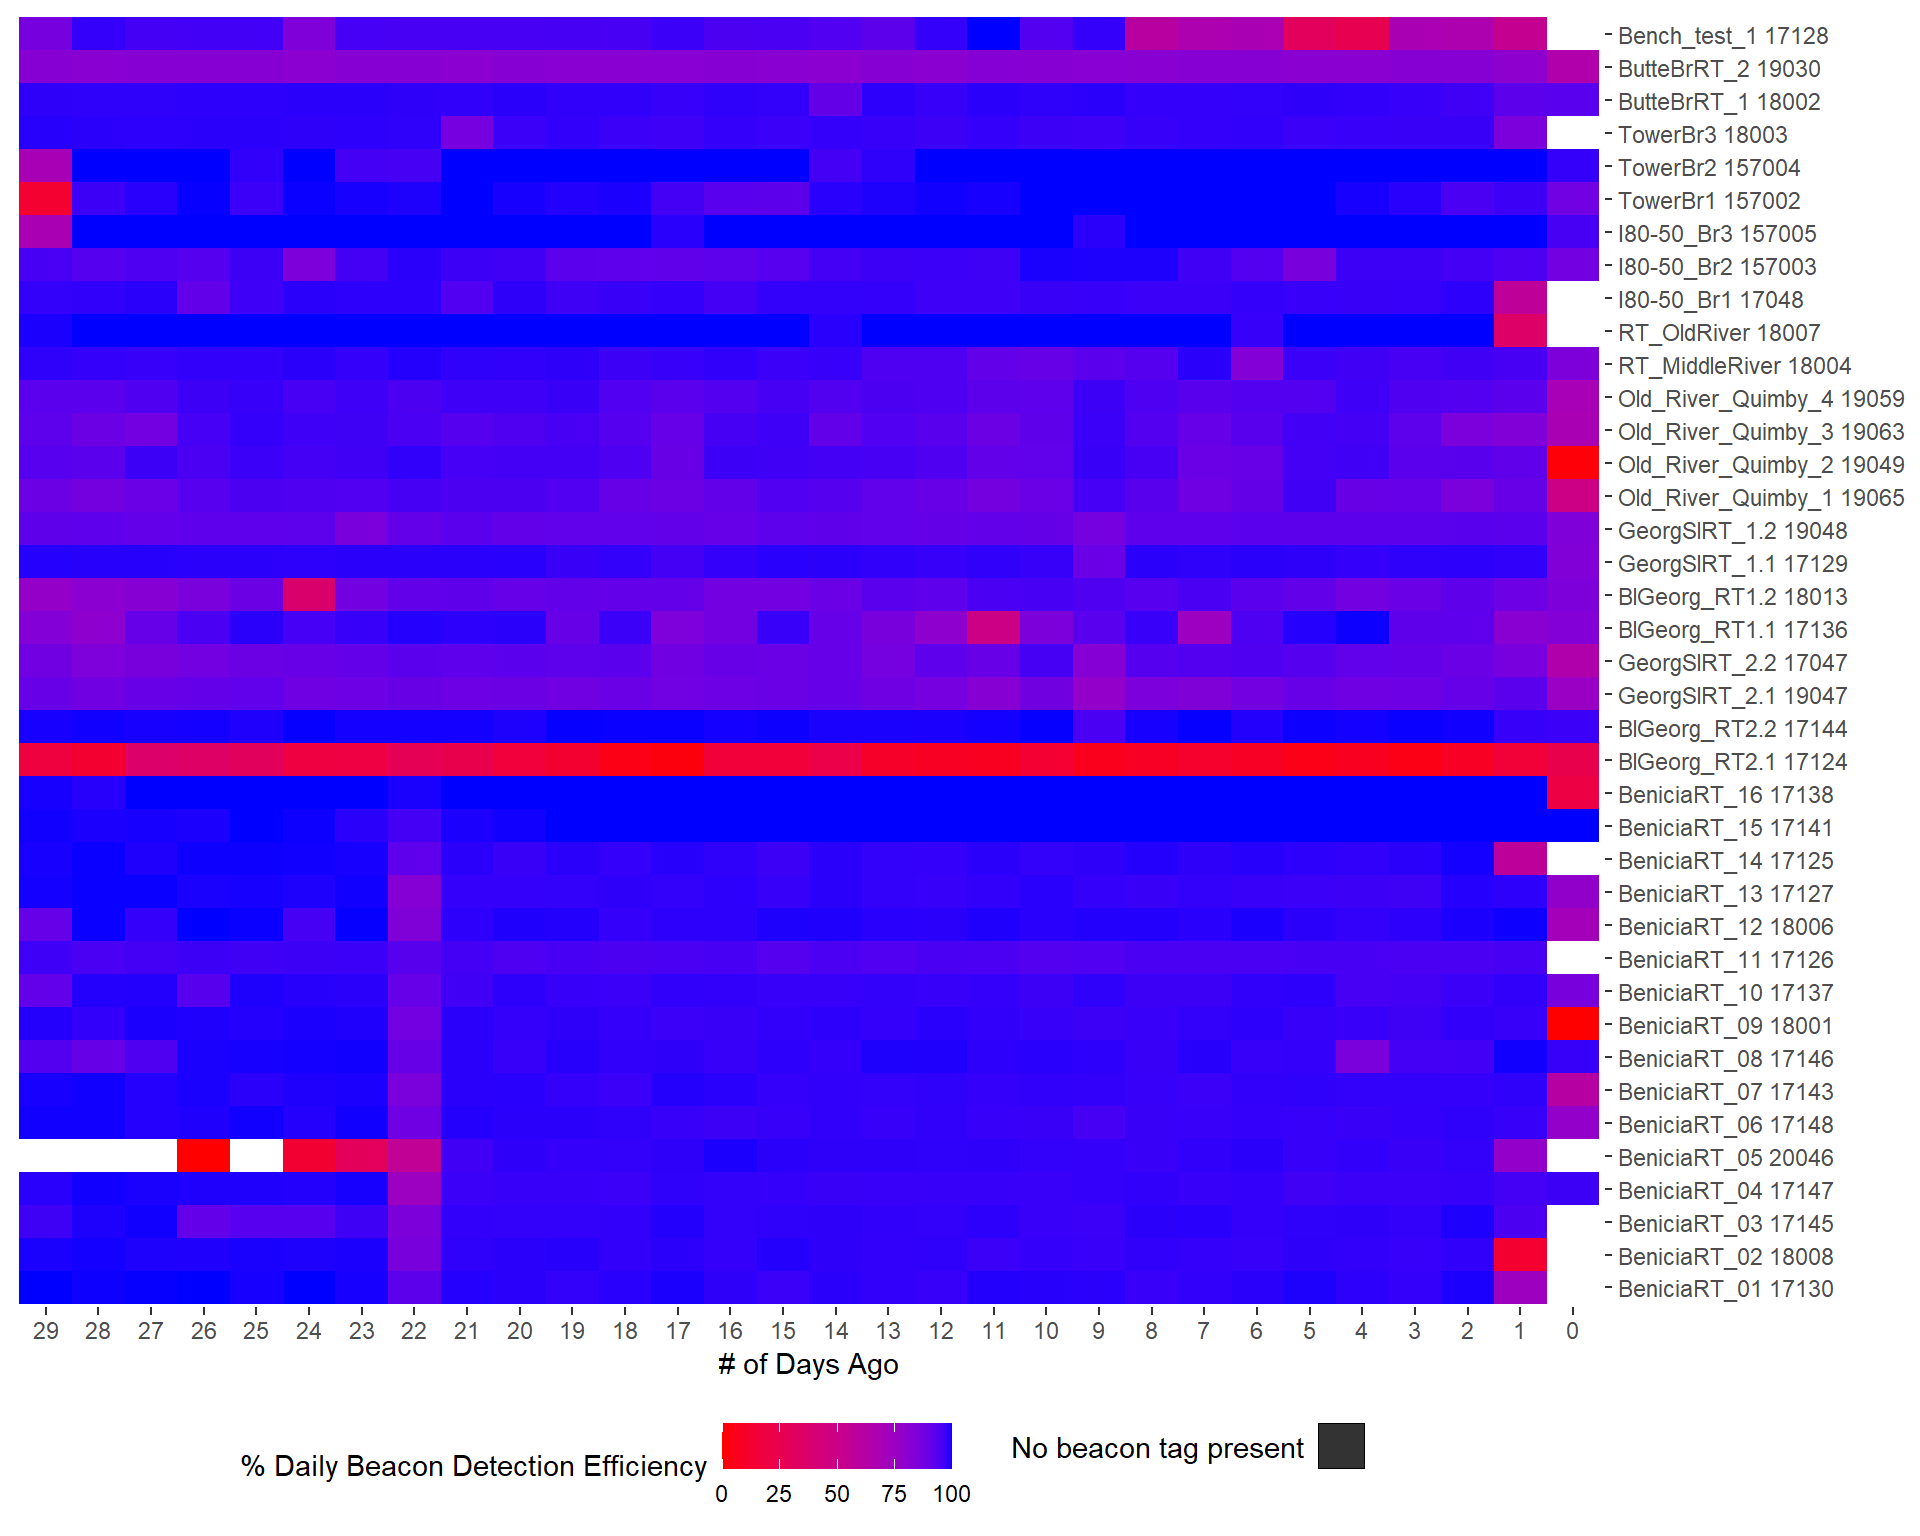 Bench_test_1 17128
ButteBrRT_2 19030
ButteBrRT_1 18002
TowerBr3 18003
TowerBr2 157004
TowerBr1 157002
I80-50_Br3 157005
I80-50_Br2 157003
I80-50_Br1 17048
RT_OldRiver 18007
RT_MiddleRiver 18004
Old_River_Quimby_4 19059
Old_River_Quimby_3 19063
Old_River_Quimby_2 19049
Old_River_Quimby_1 19065
GeorgSlRT_1.2 19048
GeorgSlRT_1.1 17129
BlGeorg_RT1.2 18013
BlGeorg_RT1.1 17136
GeorgSlRT_2.2 17047
GeorgSlRT_2.1 19047
BlGeorg_RT2.2 17144
BlGeorg_RT2.1 17124
BeniciaRT_16 17138
BeniciaRT_15 17141
BeniciaRT_14 17125
BeniciaRT_13 17127
BeniciaRT_12 18006
BeniciaRT_11 17126
BeniciaRT_10 17137
BeniciaRT_09 18001
BeniciaRT_08 17146
BeniciaRT_07 17143
BeniciaRT_06 17148
BeniciaRT_05 20046
BeniciaRT_04 17147
BeniciaRT_03 17145
BeniciaRT_02 18008
BeniciaRT_01 17130
29 28 27 26 25 24 23 22 21 20 19 18 17 16 15 14 13 12 11 10 9 8 7 6 5 4 3 2 1 0
# of Days Ago
% Daily Beacon Detection Efficiency
0 25 50 75 100
No beacon tag present